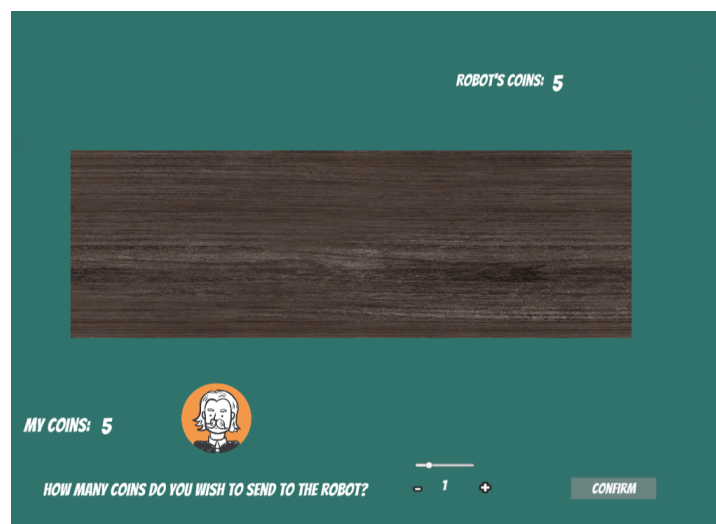 ROBOT'S COINS: 5
MY COINS: 5
HOW MANY COINS DO YOU WISH TO SEND TO THE ROBOT?
- 1 +
CONFIRM